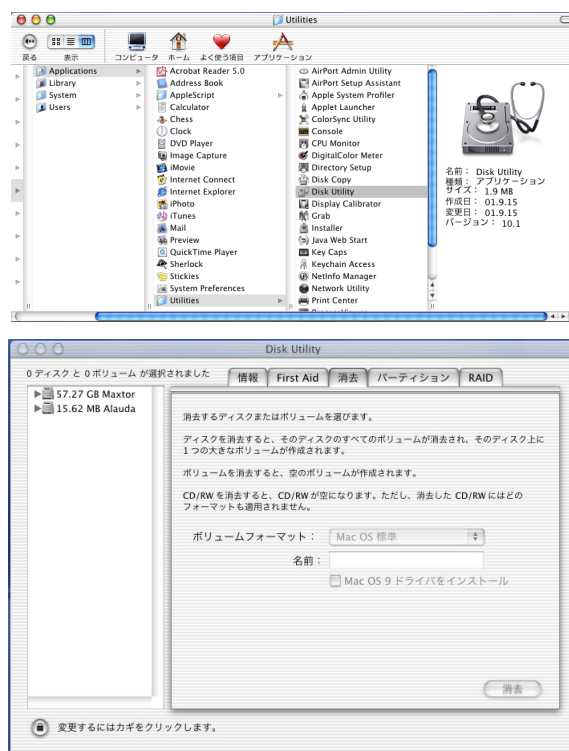 Utilities
戻る 表示 コンピュータ ホーム よく使う項目 アプリケーション
Applications
Library
System
Users
Acrobat Reader 5.0
Address Book
AppleScript
Calculator
Chess
Clock
DVD Player
Image Capture
iMovie
Internet Connect
Internet Explorer
iPhoto
iTunes
Mail
Preview
QuickTime Player
Sherlock
Stickies
System Preferences
Utilities
AirPort Admin Utility
AirPort Setup Assistant
Apple System Profiler
Applet Launcher
ColorSync Utility
Console
CPU Monitor
DigitalColor Meter
Directory Setup
Disk Copy
Disk Utility
Display Calibrator
Grab
Installer
Java Web Start
Key Caps
Keychain Access
NetInfo Manager
Network Utility
Print Center
名前： Disk Utility
種類： アプリケーション
サイズ： 1.9 MB
作成日： 01.9.15
変更日： 01.9.15
バージョン： 10.1
Disk Utility
0 ディスク と 0 ボリューム が選択されました
情報 First Aid 消去 パーティション RAID
57.27 GB Maxtor
15.62 MB Alauda
消去するディスクまたはボリュームを選びます。
ディスクを消去すると、そのディスクのすべてのボリュームが消去され、そのディスク上に
1 つの大きなボリュームが作成されます。
ボリュームを消去すると、空のボリュームが作成されます。
CD/RW を消去すると、CD/RW が空になります。ただし、消去した CD/RW にはどの
フォーマットも適用されません。
ボリュームフォーマット： Mac OS 標準
名前：
Mac OS 9 ドライバをインストール
消去
変更するにはカギをクリックします。